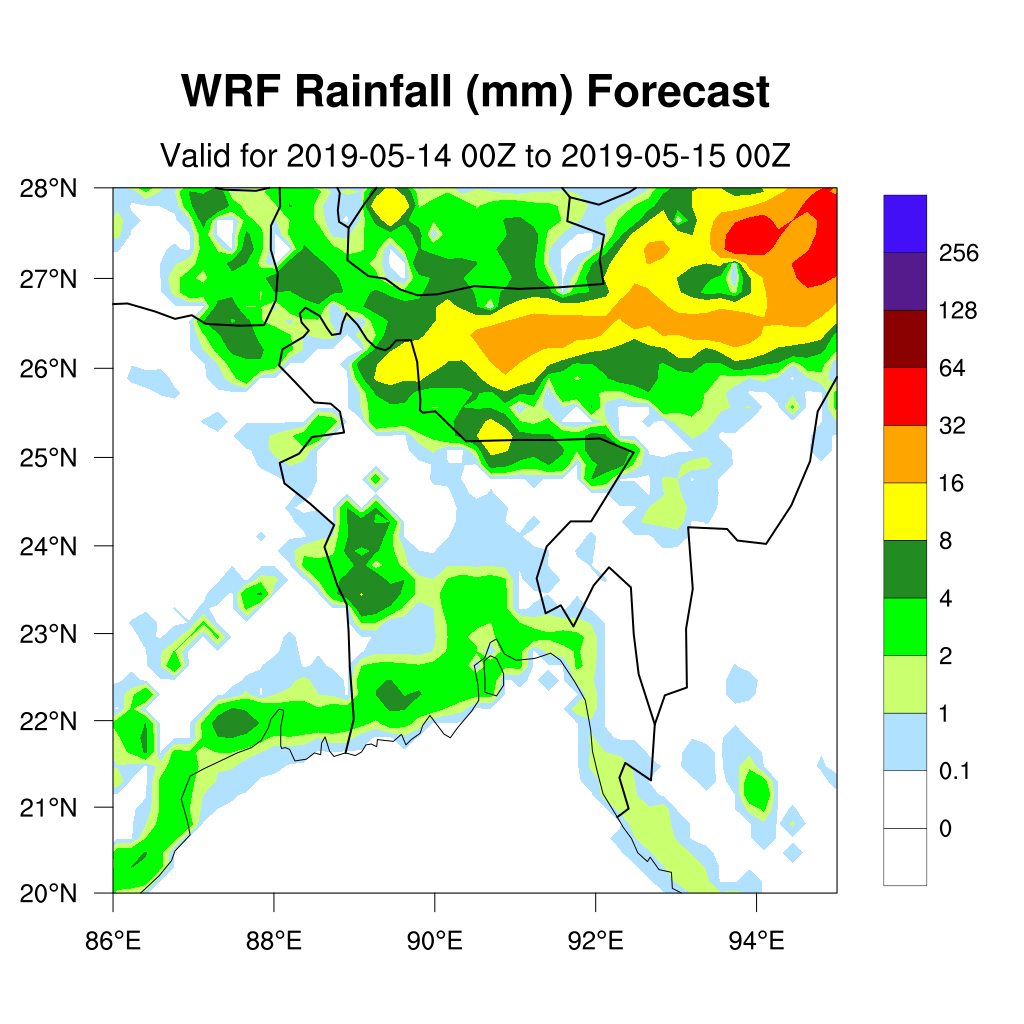 WRF Rainfall (mm) Forecast
Valid for 2019-05-14 00Z to 2019-05-15 00Z
28°N
27°N
26°N
25°N
24°N
23°N
22°N
21°N
20°N
86°E 88°E 90°E 92°E 94°E
256
128
64
32
16
8
4
2
1
0.1
0